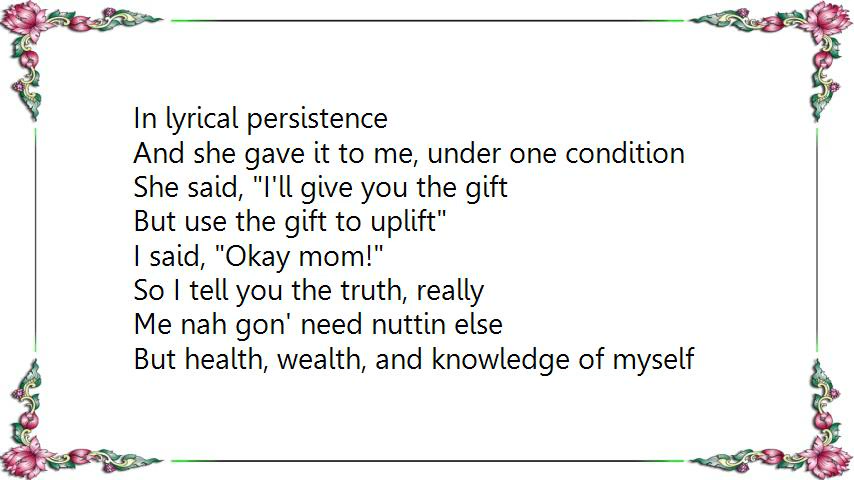 In lyrical persistence
And she gave it to me, under one condition
She said, "I'll give you the gift
But use the gift to uplift"
I said, "Okay mom!"
So I tell you the truth, really
Me nah gon' need nuttin else
But health, wealth, and knowledge of myself